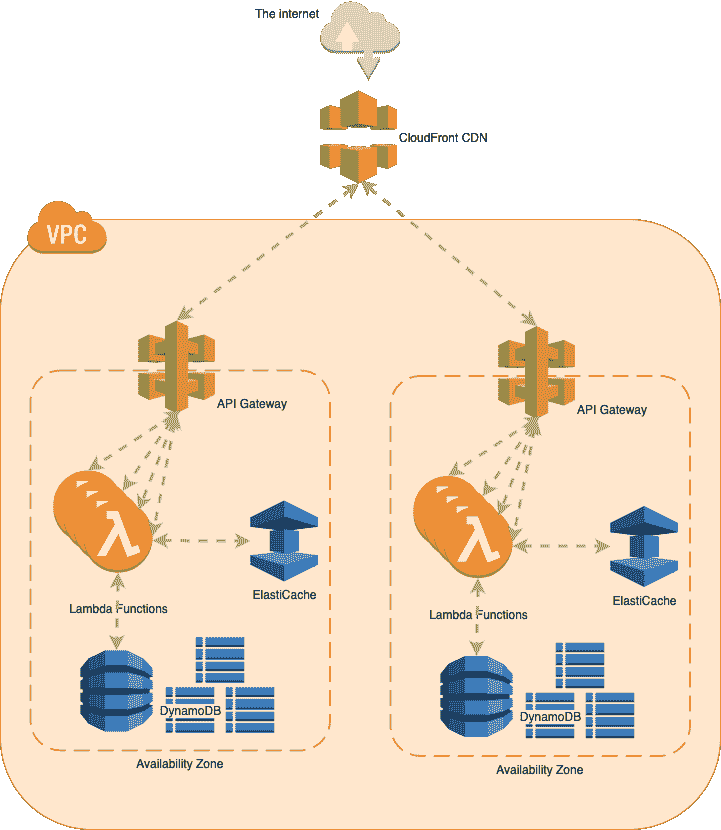 The internet
CloudFront CDN
VPC
API Gateway
API Gateway
λ
λ
ElastiCache
ElastiCache
Lambda Functions
Lambda Functions
DynamoDB
DynamoDB
Availability Zone
Availability Zone